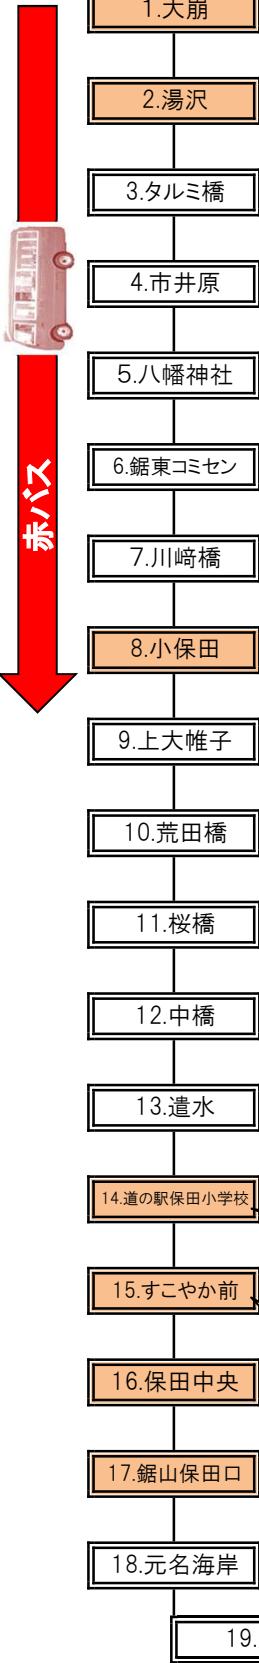 1.大崩
2.湯沢
3.タルミ橋
4.市井原
5.八幡神社
6.鋸東コミセン
7.川﨑橋
赤バス
8.小保田
9.上大帷子
10.荒田橋
11.桜橋
12.中橋
13.遣水
14.道の駅保田小学校
15.すこやか前
16.保田中央
17.鋸山保田口
18.元名海岸
19.